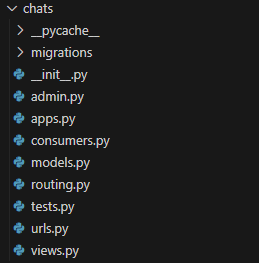 chats
__pycache__
migrations
__init__.py
admin.py
apps.py
consumers.py
models.py
routing.py
tests.py
urls.py
views.py